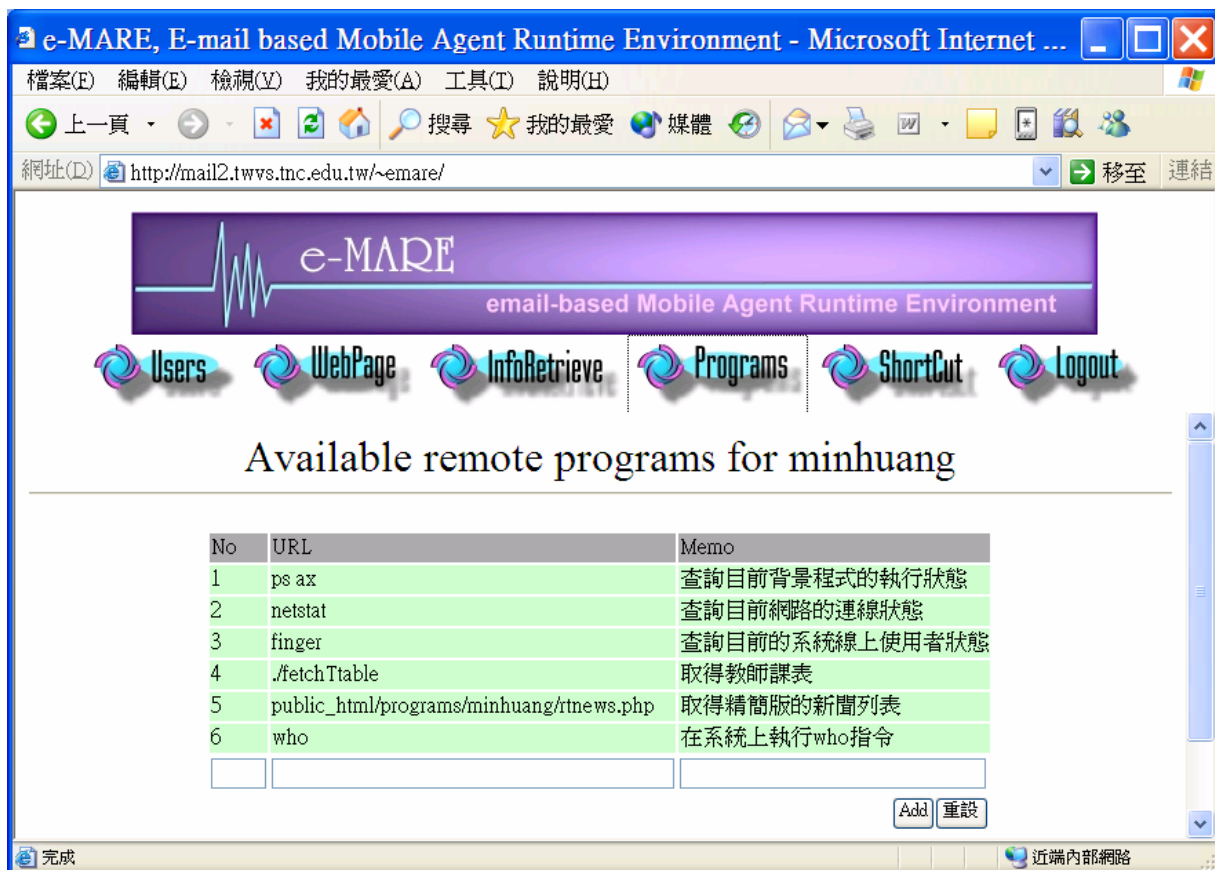 e-MARE, E-mail based Mobile Agent Runtime Environment - Microsoft Internet ...
檔案(F) 編輯(E) 檢視(V) 我的最愛(A) 工具(T) 說明(H)
上一頁 搜尋 我的最愛 媒體
網址(D) http://mail2.twvs.tnc.edu.tw/~emare/ 移至 連結
e-MARE
email-based Mobile Agent Runtime Environment
Users WebPage InfoRetrieve Programs ShortCut Logout
Available remote programs for minhuang
No URL Memo
1 ps ax 查詢目前背景程式的執行狀態
2 netstat 查詢目前網路的連線狀態
3 finger 查詢目前的系統線上使用者狀態
4 ./fetchTtable 取得教師課表
5 public_html/programs/minhuang/rtnews.php 取得精簡版的新聞列表
6 who 在系統上執行who指令
Add 重設
完成 近端內部網路